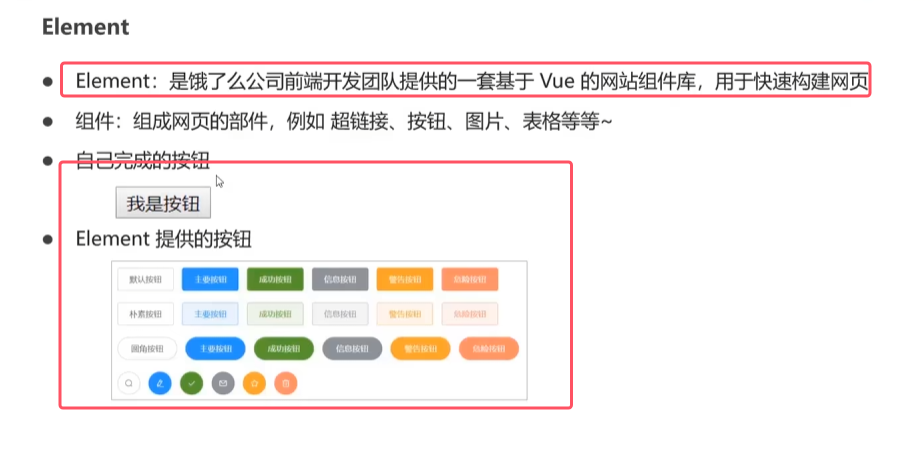 Element
● Element：是饿了么公司前端开发团队提供的一套基于 Vue 的网站组件库，用于快速构建网页
● 组件：组成网页的部件，例如 超链接、按钮、图片、表格等等~
● 自己完成的按钮
我是按钮
● Element 提供的按钮
默认按钮 主要按钮 成功按钮 信息按钮 警告按钮 危险按钮
朴素按钮 主要按钮 成功按钮 信息按钮 警告按钮 危险按钮
圆角按钮 主要按钮 成功按钮 信息按钮 警告按钮 危险按钮